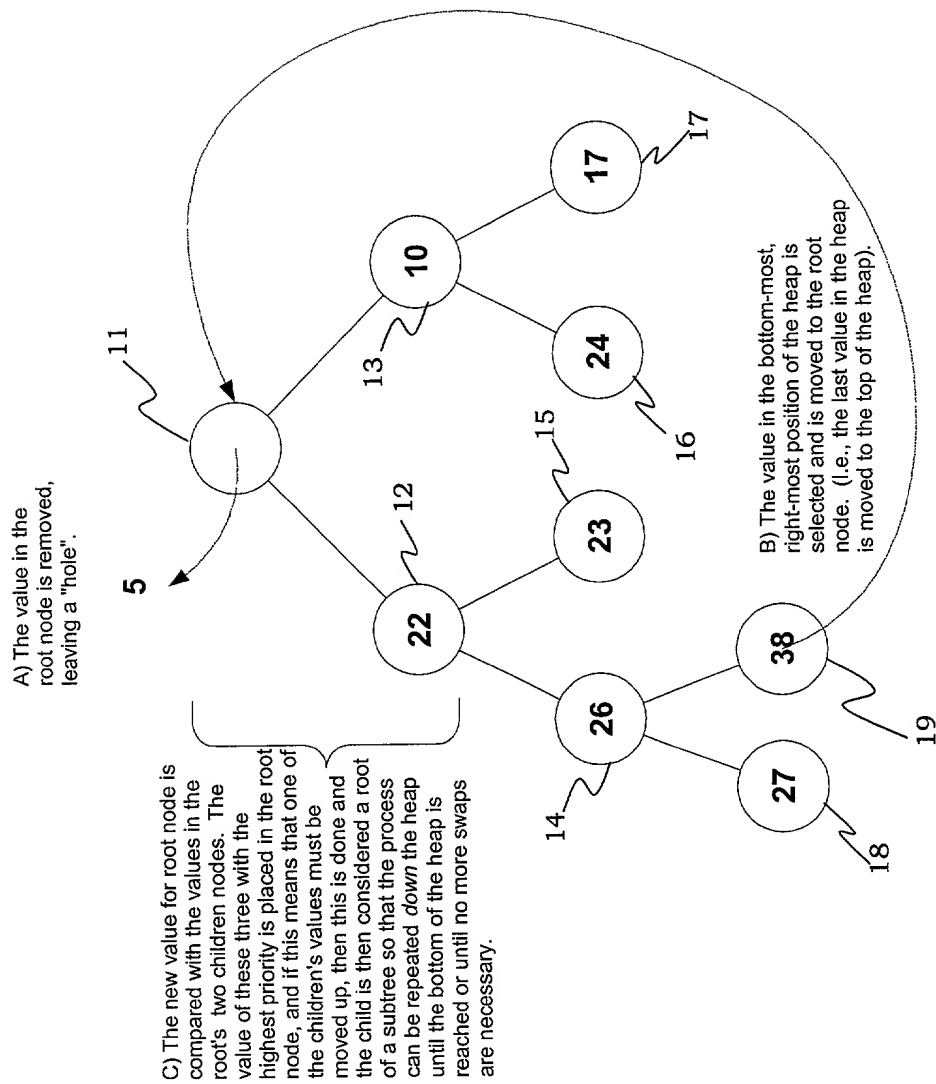 A) The value in the
root node is removed,
leaving a "hole".
5
11
C) The new value for root node is
compared with the values in the
root's two children nodes. The
value of these three with the
highest priority is placed in the root
node, and if this means that one of
the children's values must be
moved up, then this is done and
the child is then considered a root
of a subtree so that the process
can be repeated down the heap
until the bottom of the heap is
reached or until no more swaps
are necessary.
22
12
10
13
26
14
23
15
24
16
17
17
27
18
38
19
B) The value in the bottom-most,
right-most position of the heap is
selected and is moved to the root
node. (I.e., the last value in the heap
is moved to the top of the heap).